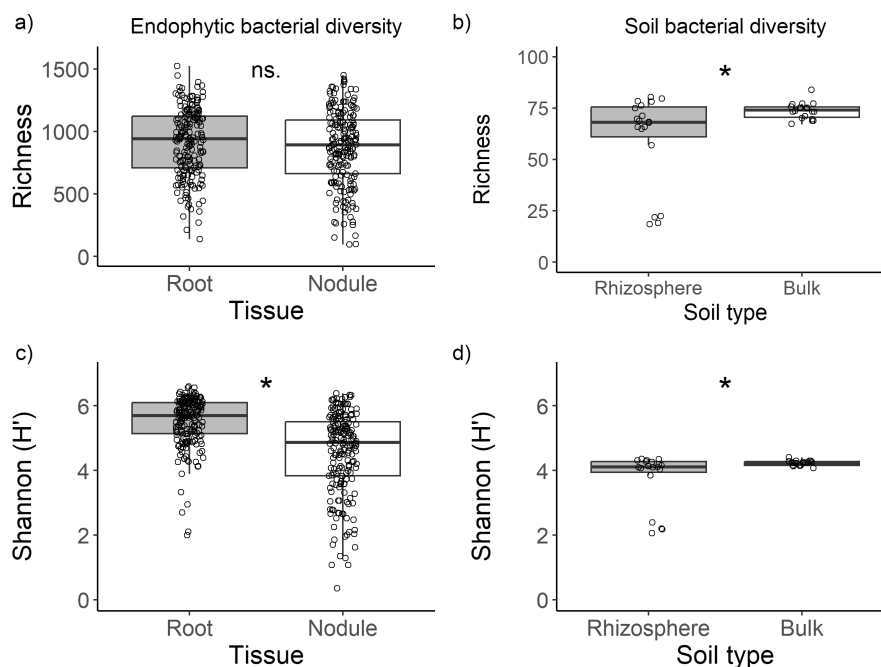 a)
Endophytic bacterial diversity
Richness
1500
1000
500
0
ns.
Root
Nodule
Tissue
b)
Soil bacterial diversity
Richness
100
75
50
25
0
*
Rhizosphere
Bulk
Soil type
c)
Shannon (H')
6
4
2
0
*
Root
Nodule
Tissue
d)
Shannon (H')
6
4
2
0
*
Rhizosphere
Bulk
Soil type